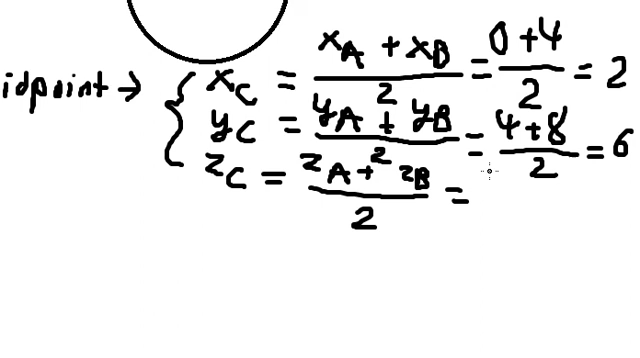 idpoint → { x_C = (x_A + x_B)/2 = (0+4)/2 = 2
y_C = (y_A + y_B)/2 = (4+8)/2 = 6
z_C = (z_A + z_B)/2 =